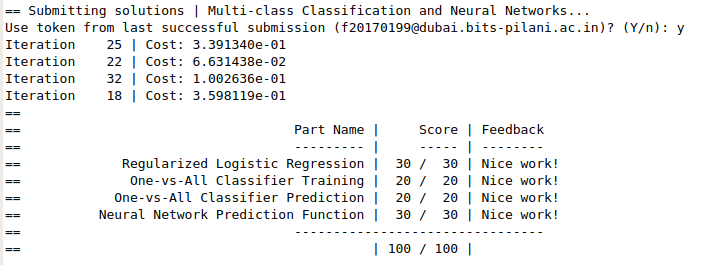 == Submitting solutions | Multi-class Classification and Neural Networks...
Use token from last successful submission (f20170199@dubai.bits-pilani.ac.in)? (Y/n): y
Iteration    25 | Cost: 3.391340e-01
Iteration    22 | Cost: 6.631438e-02
Iteration    32 | Cost: 1.002636e-01
Iteration    18 | Cost: 3.598119e-01
==
==                                   Part Name |     Score | Feedback
==                                   --------- |     ----- | --------
==             Regularized Logistic Regression |  30 /  30 | Nice work!
==              One-vs-All Classifier Training |  20 /  20 | Nice work!
==            One-vs-All Classifier Prediction |  20 /  20 | Nice work!
==          Neural Network Prediction Function |  30 /  30 | Nice work!
==                                   --------------------------------
==                                             | 100 / 100 |